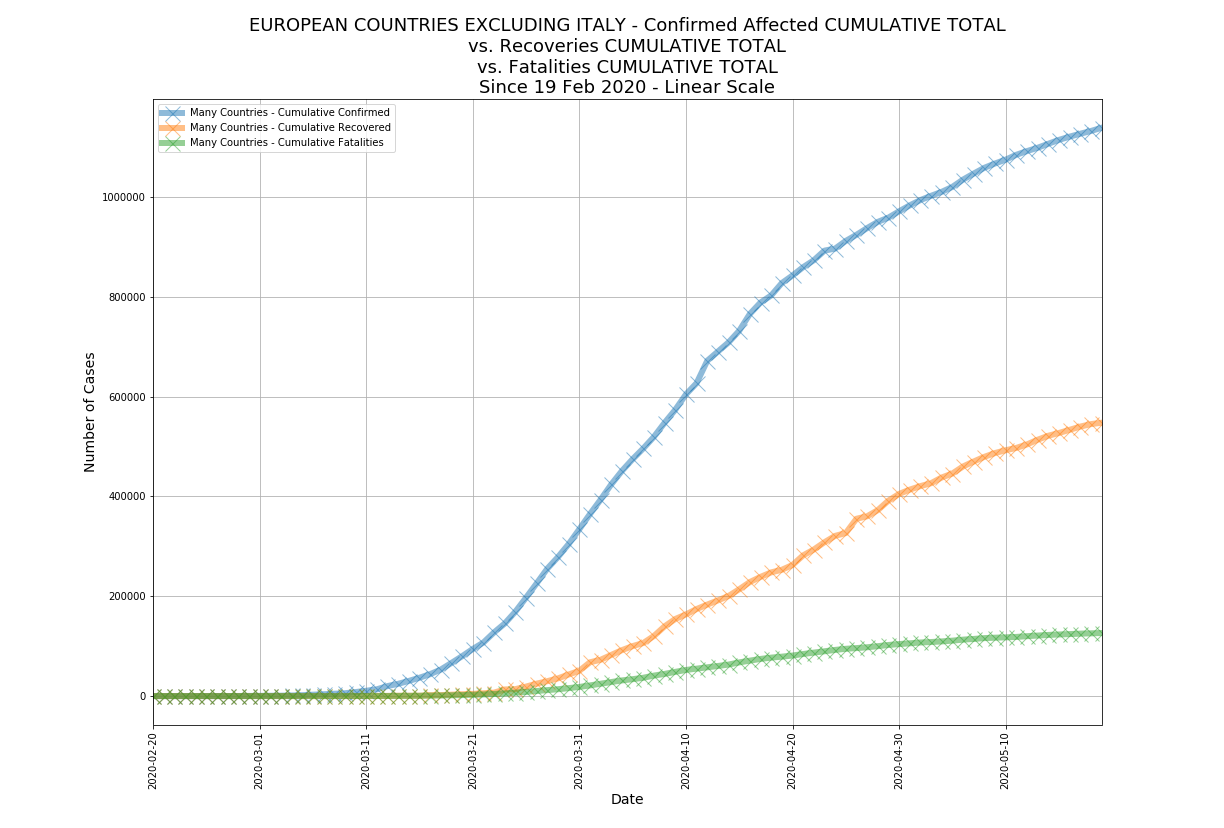 EUROPEAN COUNTRIES EXCLUDING ITALY - Confirmed Affected CUMULATIVE TOTAL
vs. Recoveries CUMULATIVE TOTAL
vs. Fatalities CUMULATIVE TOTAL
Since 19 Feb 2020 - Linear Scale
Many Countries - Cumulative Confirmed
Many Countries - Cumulative Recovered
Many Countries - Cumulative Fatalities
Number of Cases
1000000
800000
600000
400000
200000
0
2020-02-20
2020-03-01
2020-03-11
2020-03-21
2020-03-31
2020-04-10
2020-04-20
2020-04-30
2020-05-10
Date